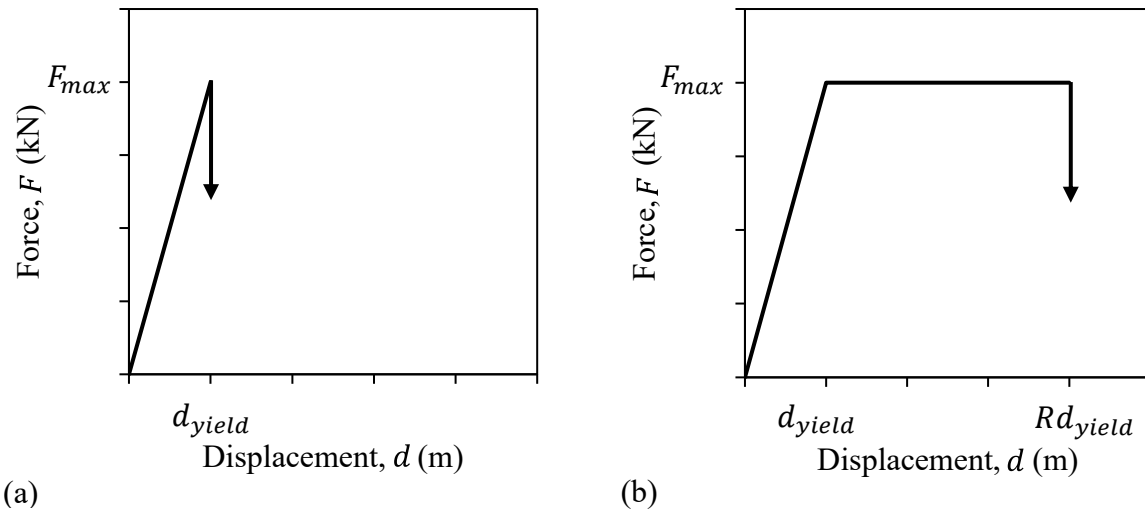 F_max
Force, F (kN)
d_yield
Displacement, d (m)
(a)
F_max
Force, F (kN)
d_yield
Rd_yield
Displacement, d (m)
(b)